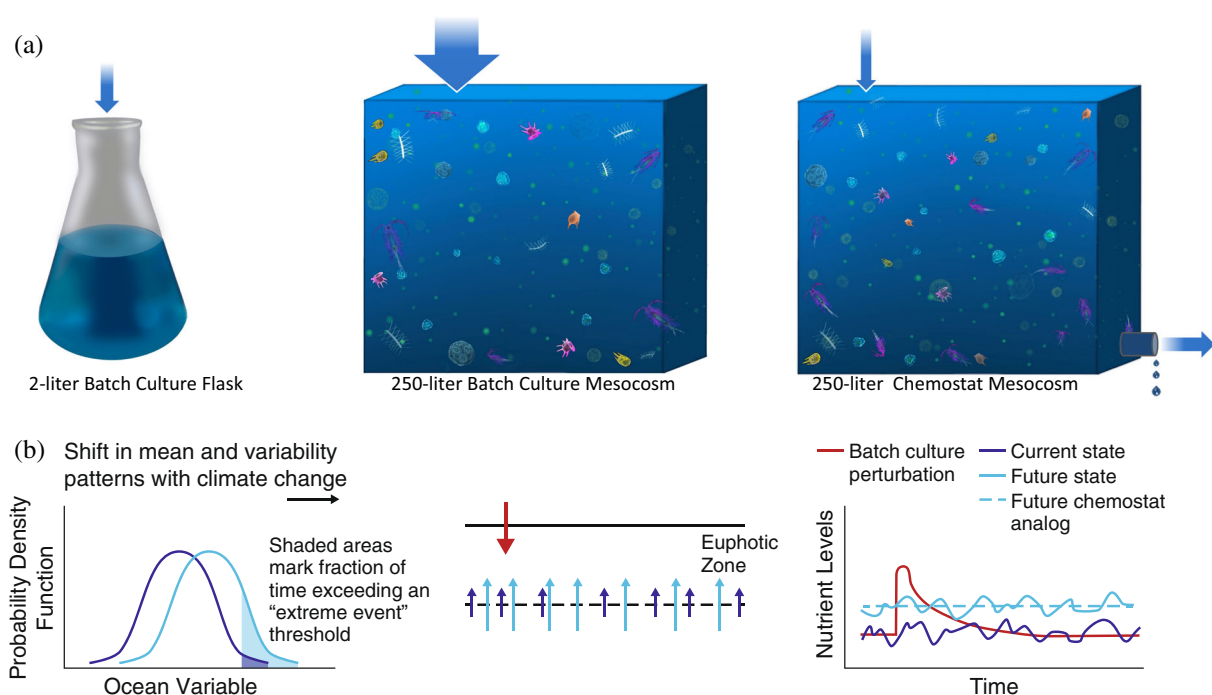 (a)
2-liter Batch Culture Flask
250-liter Batch Culture Mesocosm
250-liter Chemostat Mesocosm
(b)
Shift in mean and variability
patterns with climate change
Probability Density
Function
Shaded areas
mark fraction of
time exceeding an
“extreme event”
threshold
Ocean Variable
Euphotic
Zone
Batch culture
perturbation
Current state
Future state
Future chemostat
analog
Nutrient Levels
Time